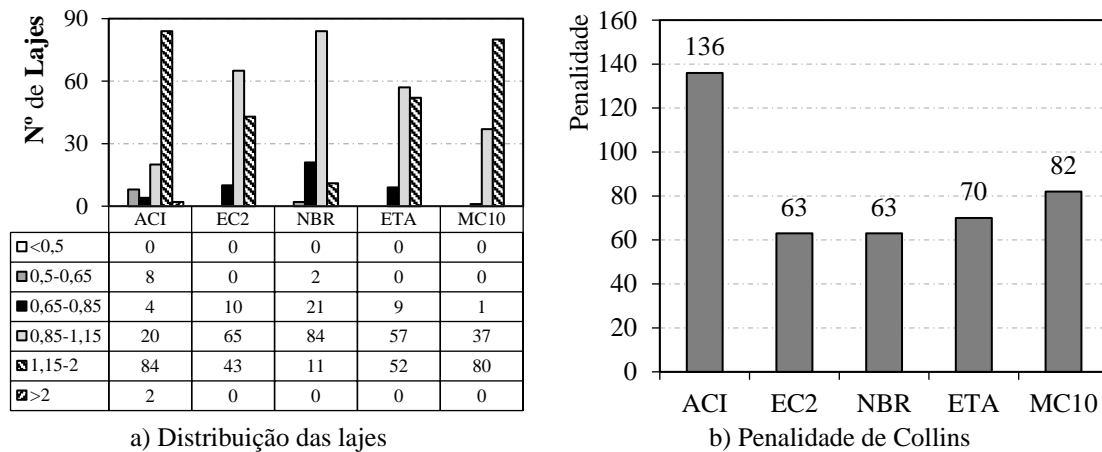 Nº de Lajes
90
60
30
0
ACI EC2 NBR ETA MC10
<0,5 0 0 0 0 0
0,5-0,65 8 0 2 0 0
0,65-0,85 4 10 21 9 1
0,85-1,15 20 65 84 57 37
1,15-2 84 43 11 52 80
>2 2 0 0 0 0
a) Distribuição das lajes
Penalidade
160
140
120
100
80
60
40
20
0
136
63
63
70
82
ACI EC2 NBR ETA MC10
b) Penalidade de Collins